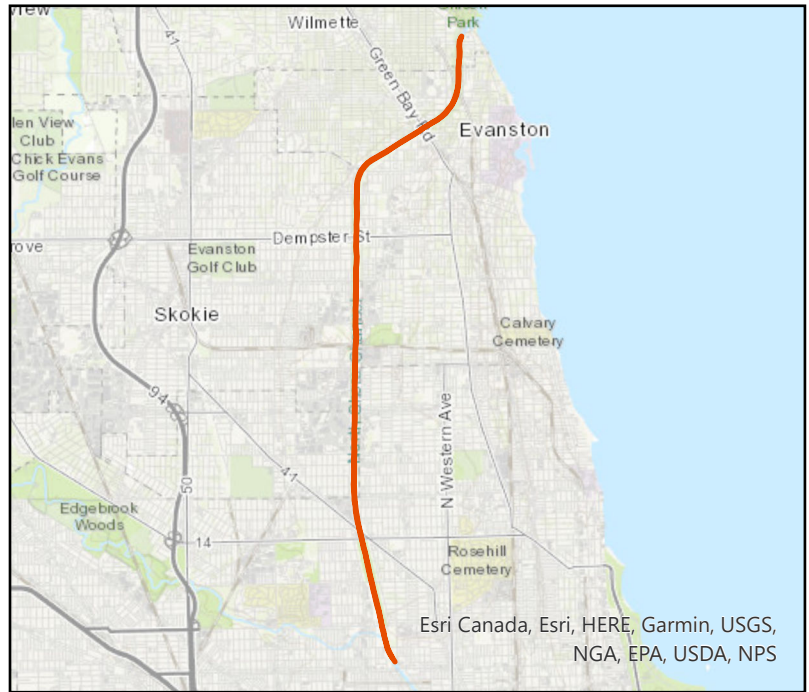 Wilmette
Park
41
Green Bay Rd
Evanston
len View
Club
Chick Evans
Golf Course
rove
Dempster St
Evanston
Golf Club
Skokie
Calvary
Cemetery
94
N Western Ave
50
41
Edgebrook
Woods
14
Rosehill
Cemetery
Esri Canada, Esri, HERE, Garmin, USGS,
NGA, EPA, USDA, NPS